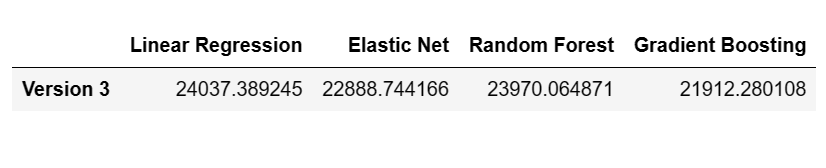 Linear Regression Elastic Net Random Forest Gradient Boosting
Version 3 24037.389245 22888.744166 23970.064871 21912.280108